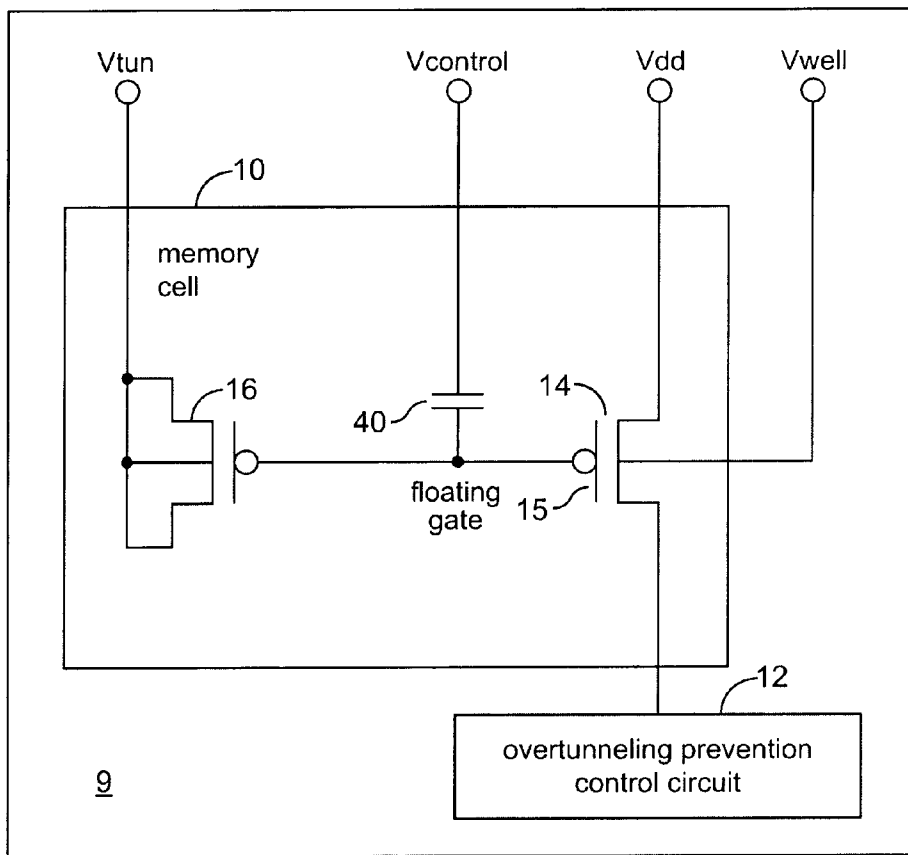 Vtun
Vcontrol
Vdd
Vwell
10
memory
cell
16
40
14
floating
gate
15
12
overtunneling prevention
control circuit
9